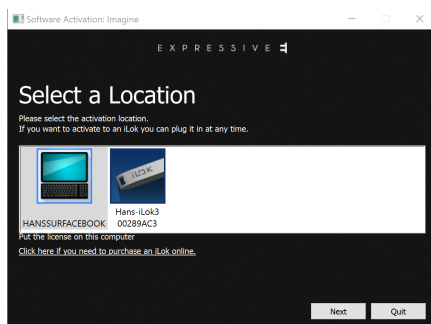 Software Activation: Imagine
EXPRESSIVE E
Select a Location
Please select the activation location.
If you want to activate to an iLok you can plug it in at any time.
iLOK
HANSSURFACEBOOK
Hans-iLok3
00289AC3
Put the license on this computer
Click here if you need to purchase an iLok online.
Next
Quit